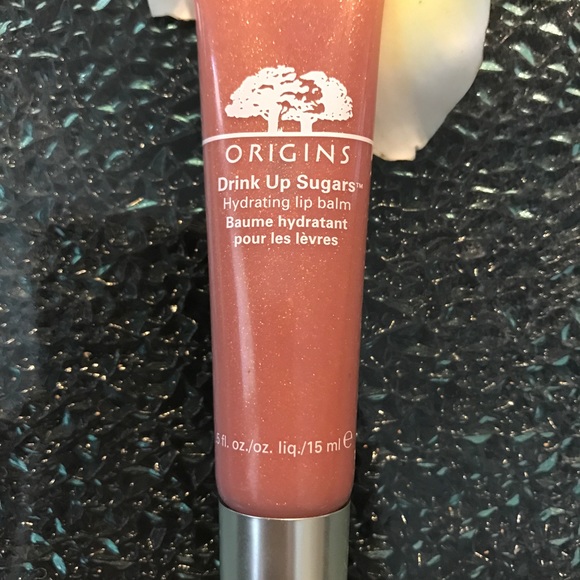 ORIGINS
Drink Up Sugars™
Hydrating lip balm
Baume hydratant
pour les lèvres
.5 fl. oz./oz. liq./15 ml ℮